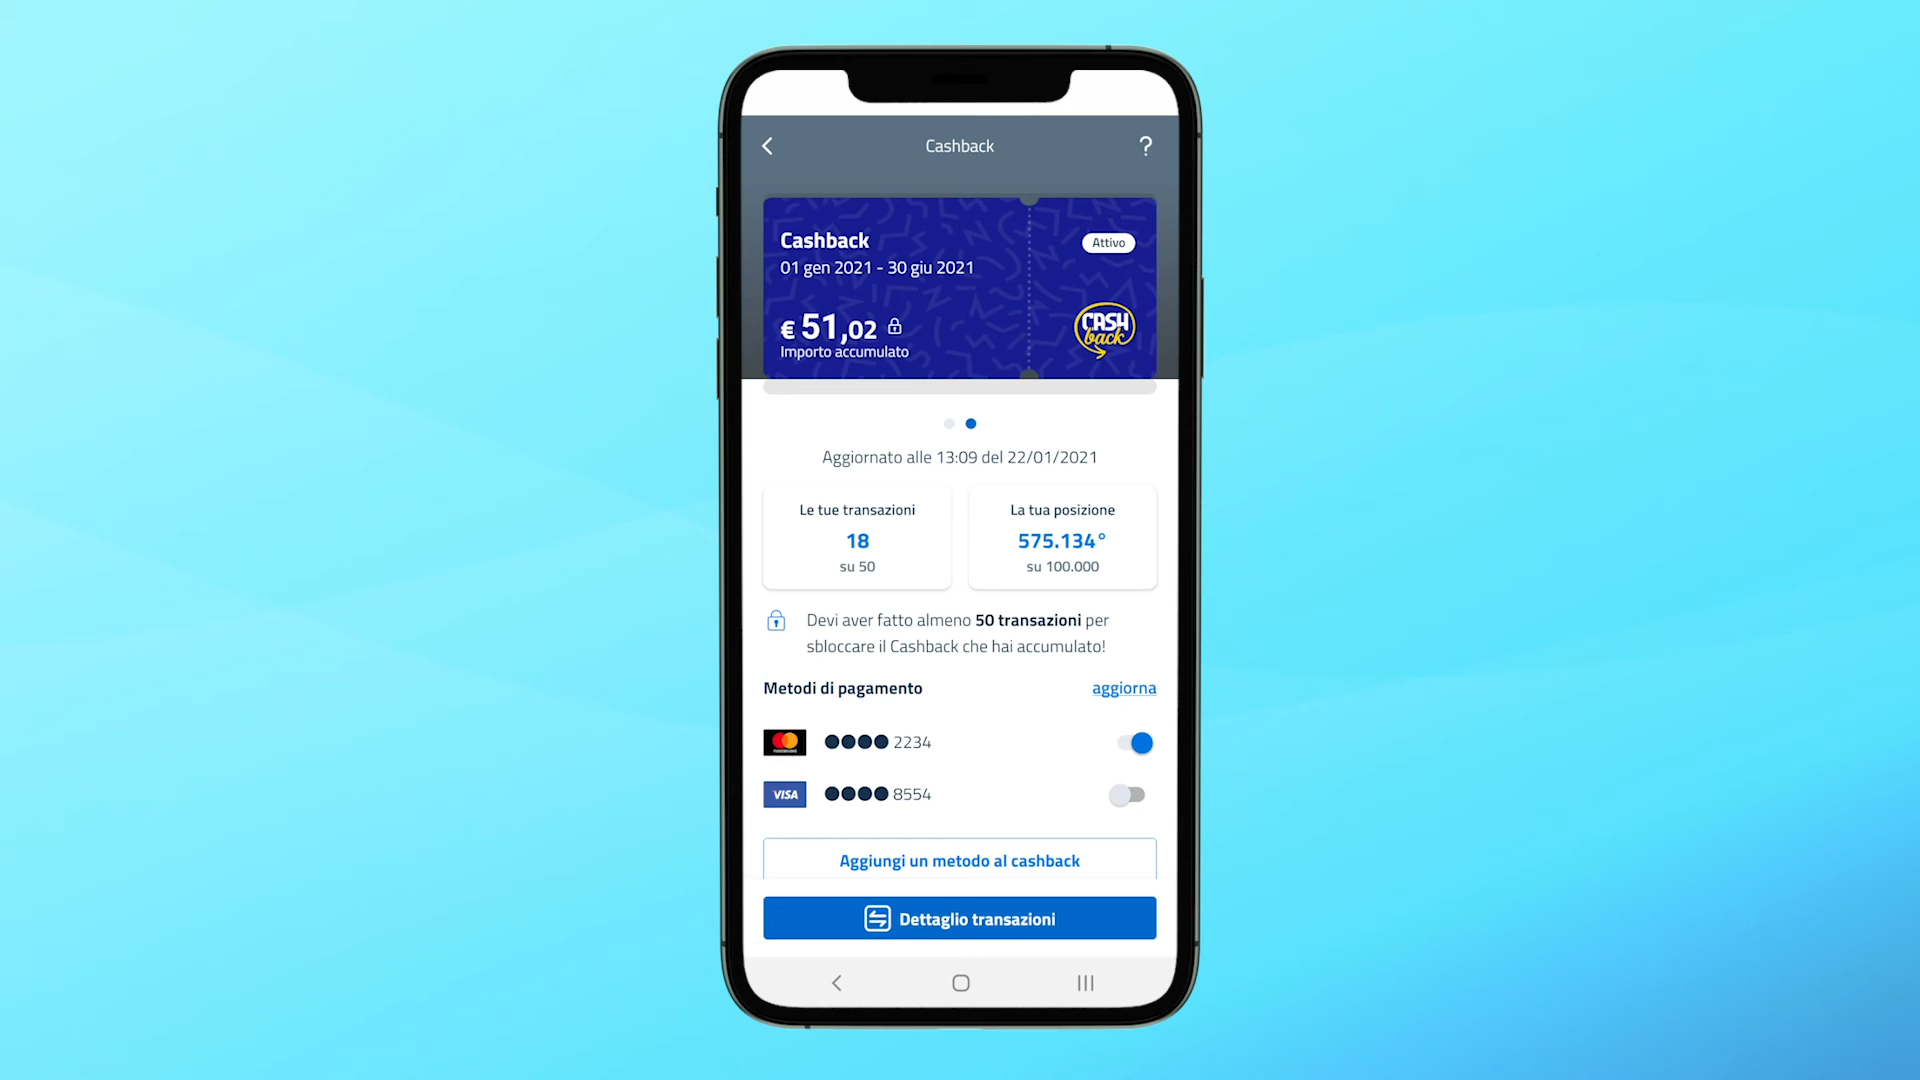 Cashback
?
Cashback
Attivo
01 gen 2021 - 30 giu 2021
€ 51,02
Importo accumulato
CASH
back
Aggiornato alle 13:09 del 22/01/2021
Le tue transazioni
18
su 50
La tua posizione
575.134°
su 100.000
Devi aver fatto almeno 50 transazioni per
sbloccare il Cashback che hai accumulato!
Metodi di pagamento
aggiorna
●●●● 2234
VISA
●●●● 8554
Aggiungi un metodo al cashback
Dettaglio transazioni